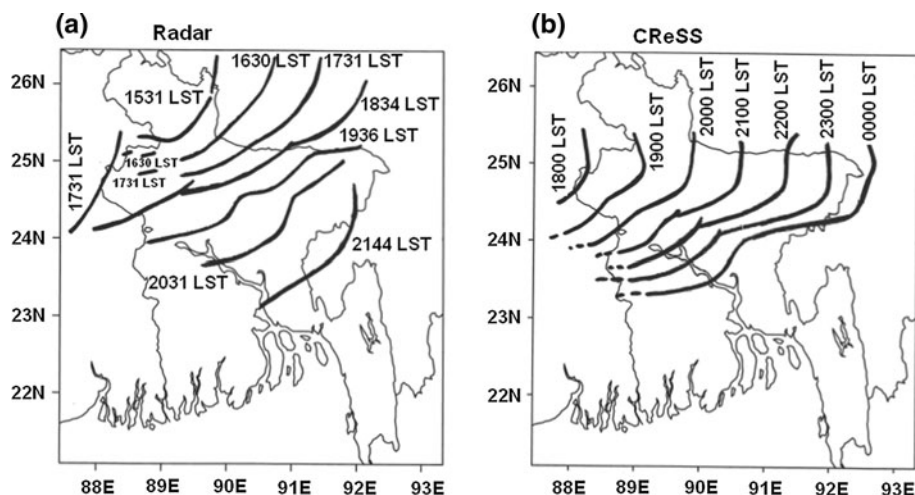 (a)
Radar
26N
25N
24N
23N
22N
88E 89E 90E 91E 92E 93E
1531 LST
1630 LST
1731 LST
1834 LST
1936 LST
1630 LST
1731 LST
1731 LST
2031 LST
2144 LST
(b)
CReSS
26N
25N
24N
23N
22N
88E 89E 90E 91E 92E 93E
1800 LST
1900 LST
2000 LST
2100 LST
2200 LST
2300 LST
0000 LST